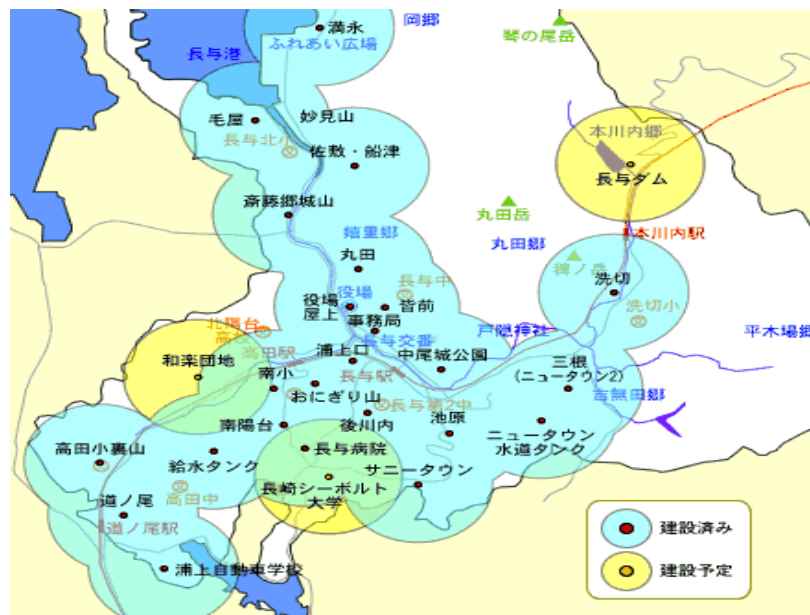 岡郷
満永
ふれあい広場
琴の尾岳
長与港
毛屋
妙見山
長与北小
佐敷・船津
本川内郷
長与ダム
斎藤郷城山
丸田岳
嬉里郷
丸田郷
本川内駅
丸田
稗ノ岳
洗切
長与中
役場
役場
屋上
皆前
事務局
洗切小
北陽台
高校
長与交番
戸隠神社
平木場郷
高田駅
浦上口
中尾城公園
和楽団地
長与駅
三根
(ニュータウン2)
南小
おにぎり山
吉無田郷
長与第2中
南陽台
後川内
池原
ニュータウン
水道タンク
高田小裏山
給水タンク
長与病院
サニータウン
高田中
長崎シーボルト
大学
道ノ尾
道ノ尾駅
浦上自動車学校
建設済み
建設予定